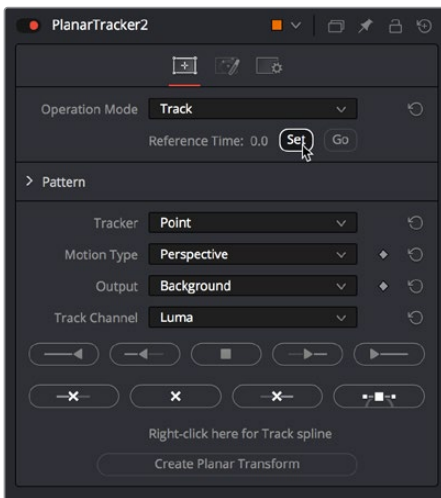 PlanarTracker2
Operation Mode Track
Reference Time: 0.0 Set Go
Pattern
Tracker Point
Motion Type Perspective
Output Background
Track Channel Luma
Right-click here for Track spline
Create Planar Transform